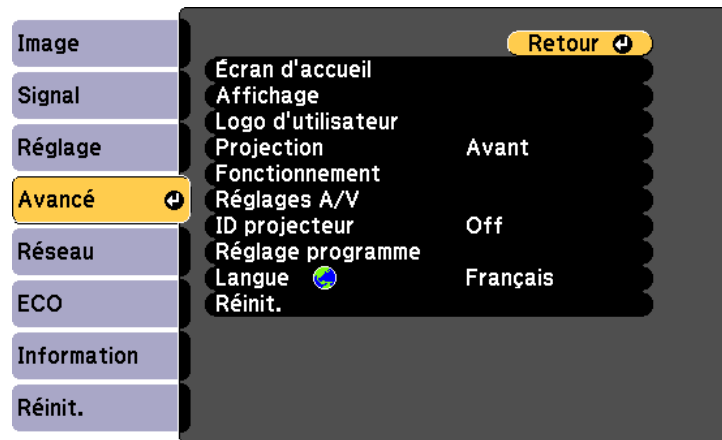 Image
Signal
Réglage
Avancé
Réseau
ECO
Information
Réinit.
Retour
Écran d'accueil
Affichage
Logo d'utilisateur
Projection Avant
Fonctionnement
Réglages A/V
ID projecteur Off
Réglage programme
Langue Français
Réinit.